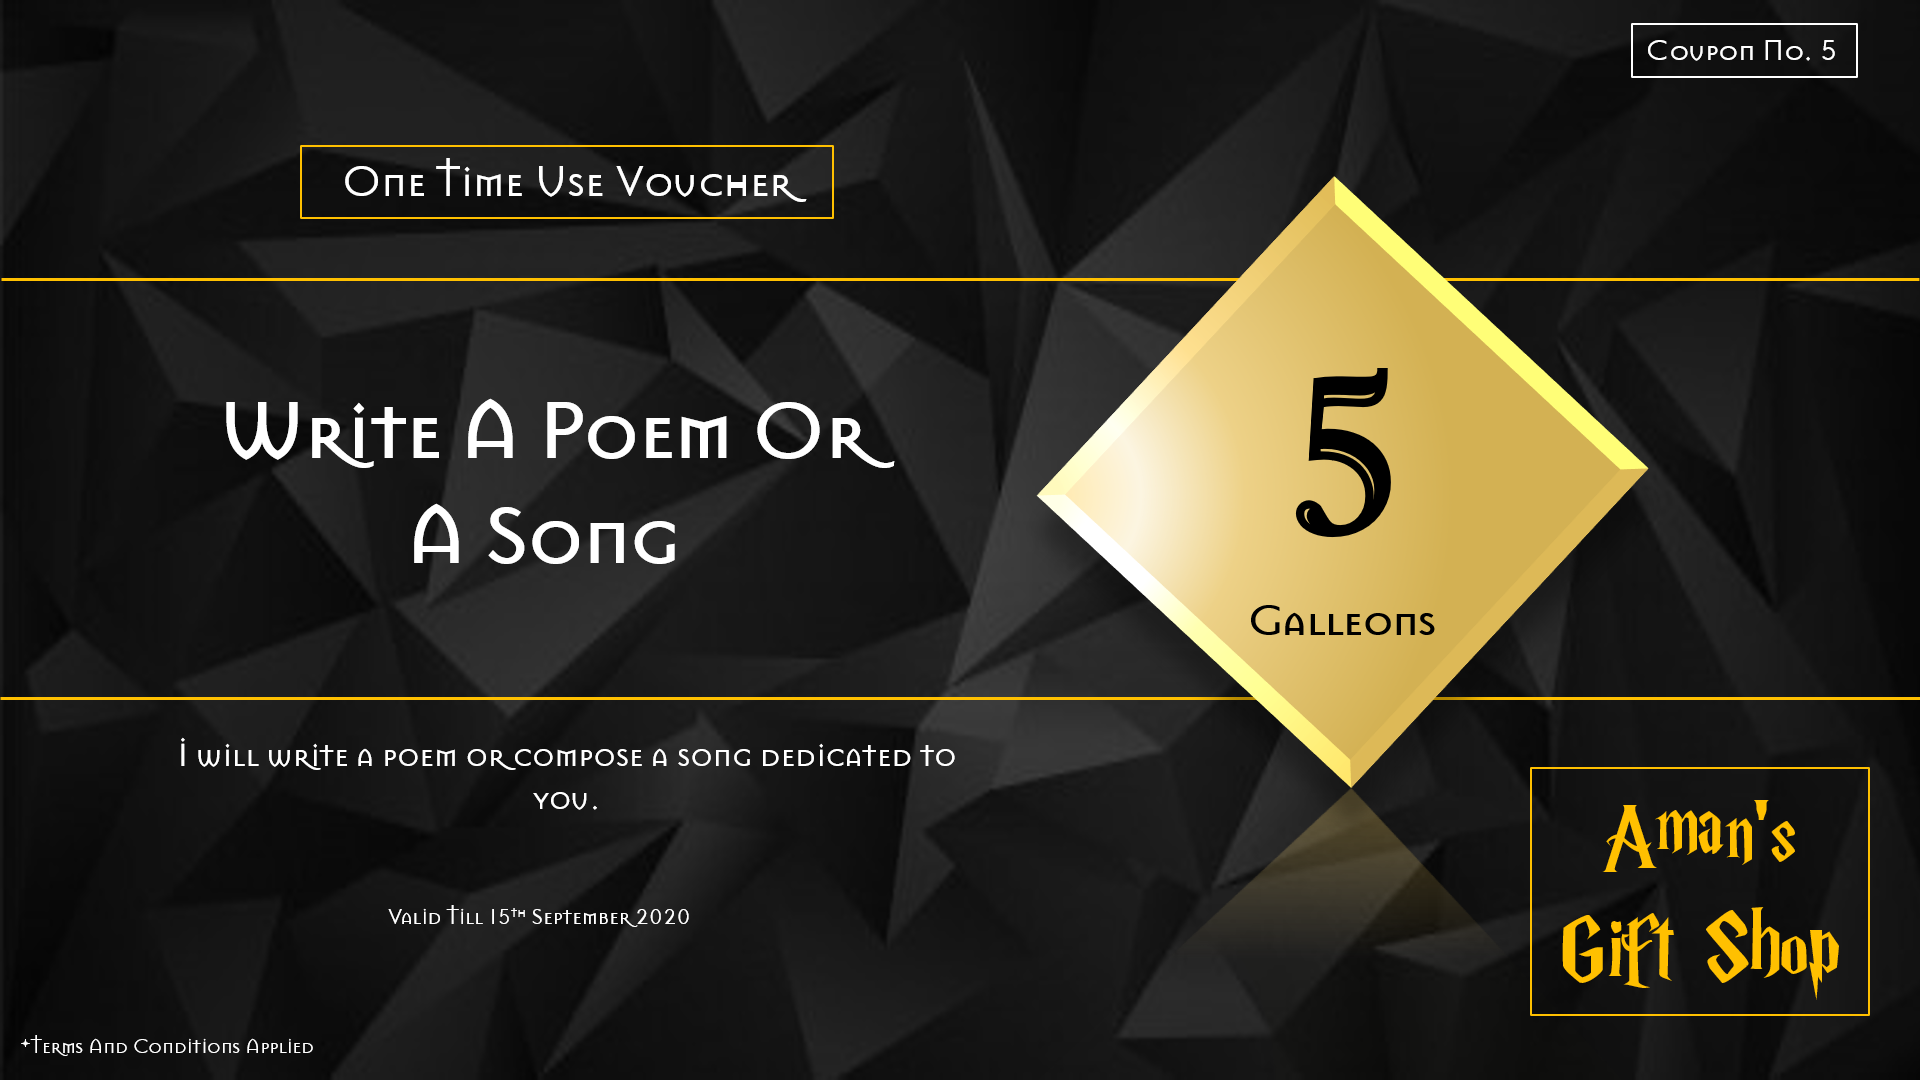 Coupon No. 5
One Time Use Voucher
Write A Poem Or
A Song
5
Galleons
I will write a poem or compose a song dedicated to
you.
Valid Till 15th September 2020
Aman's
Gift Shop
*Terms And Conditions Applied